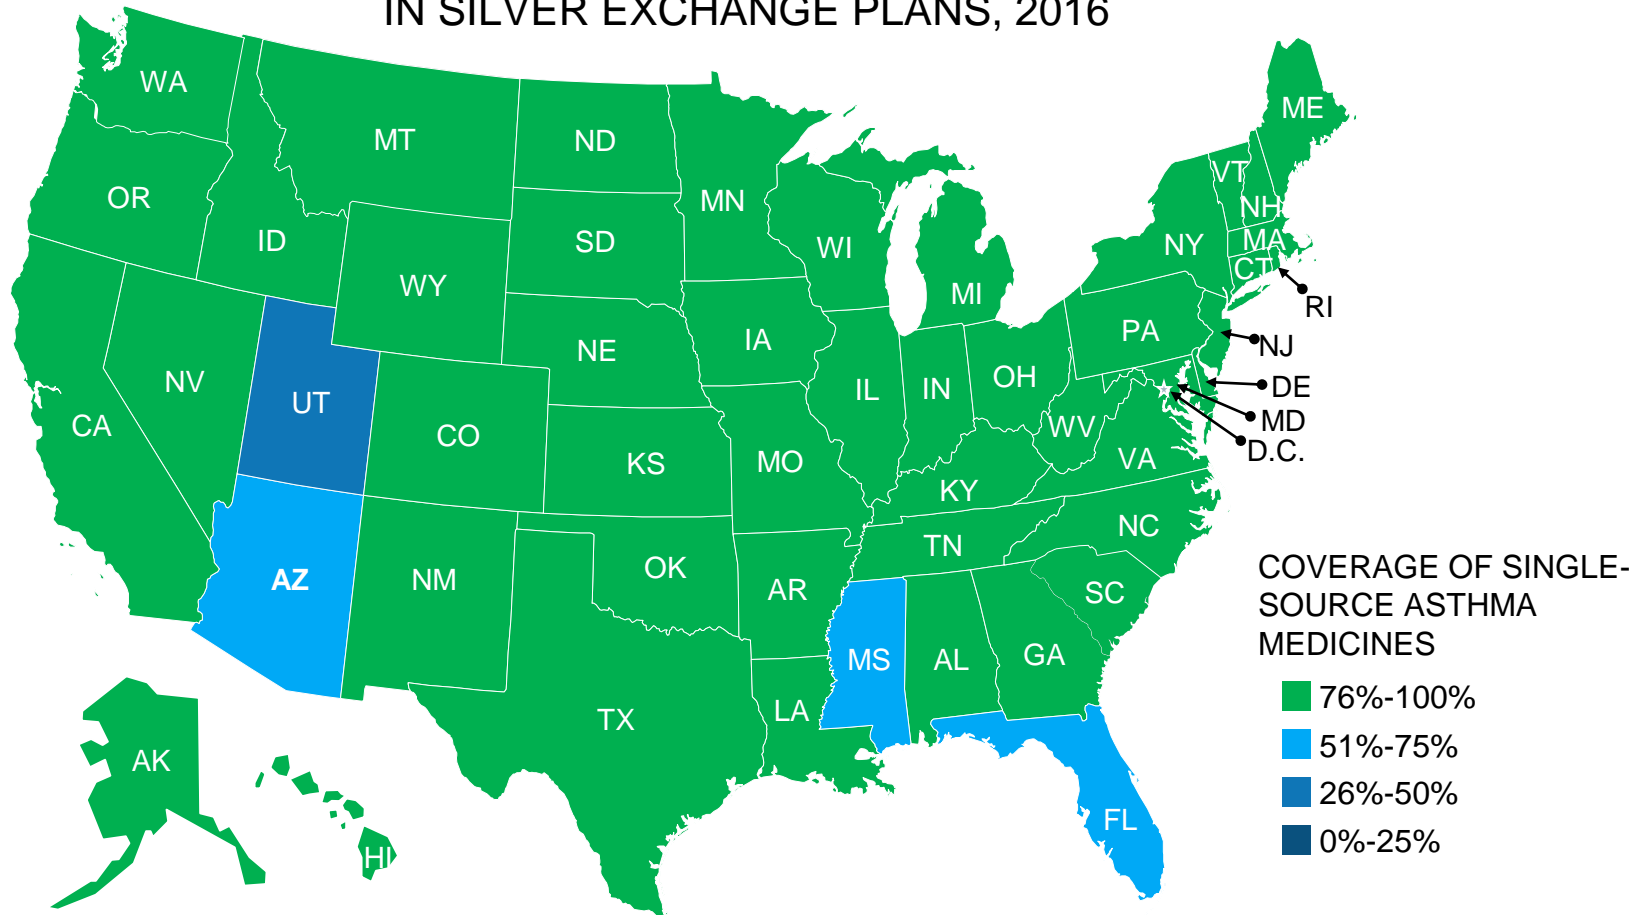 IN SILVER EXCHANGE PLANS, 2016
WA
MT
ND
ME
OR
ID
SD
MN
VT
NH
WI
NY
MA
CT
WY
MI
RI
NE
IA
PA
NJ
NV
UT
IL
IN
OH
DE
CA
CO
WV
MD
KS
MO
VA
D.C.
KY
NC
TN
AZ
NM
OK
AR
SC
MS
AL
GA
TX
LA
AK
FL
HI
COVERAGE OF SINGLE-
SOURCE ASTHMA
MEDICINES
76%-100%
51%-75%
26%-50%
0%-25%